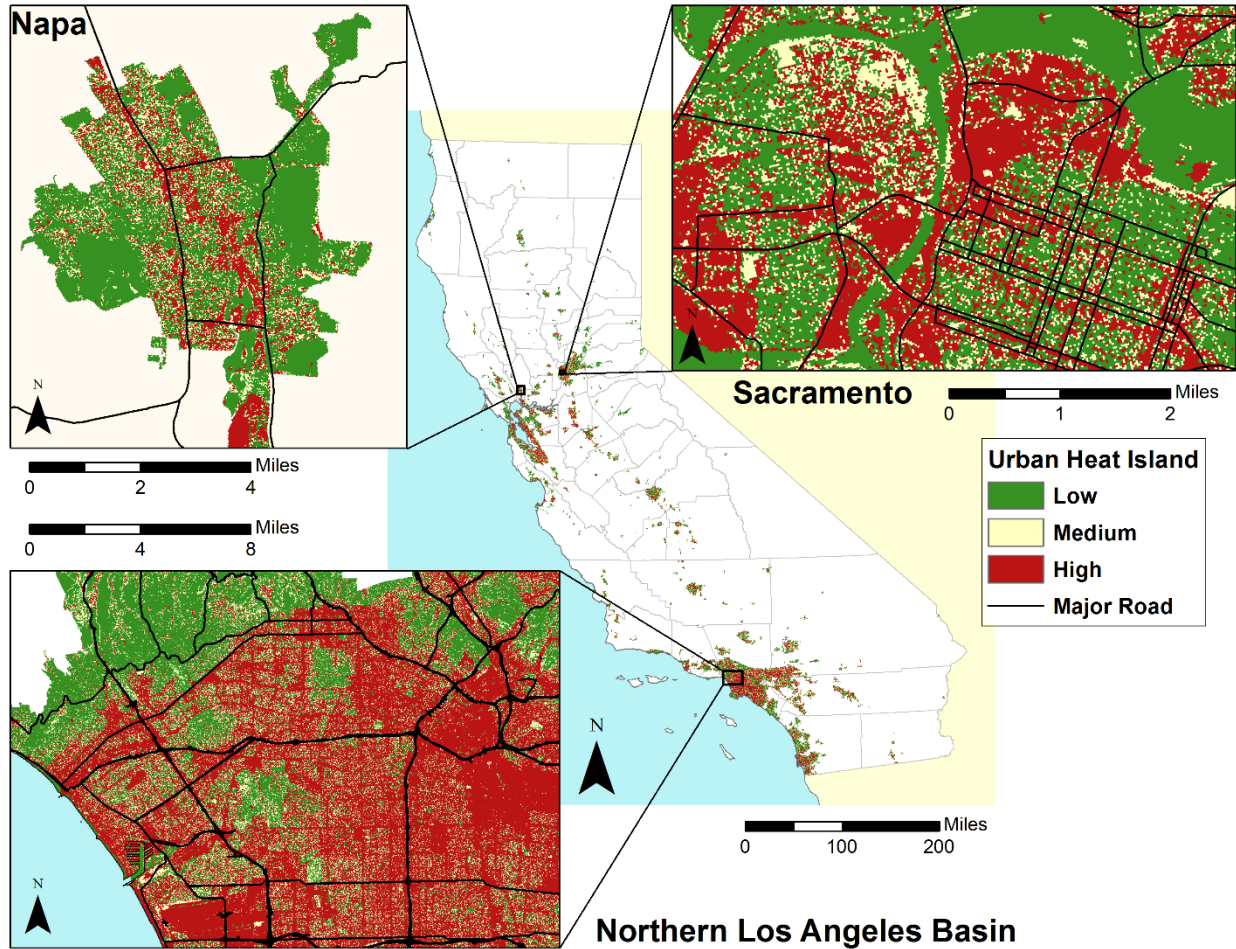 Napa
N
Miles
0 2 4
Miles
0 4 8
N
Sacramento
Miles
0 1 2
Urban Heat Island
Low
Medium
High
Major Road
N
Miles
0 100 200
N
Northern Los Angeles Basin